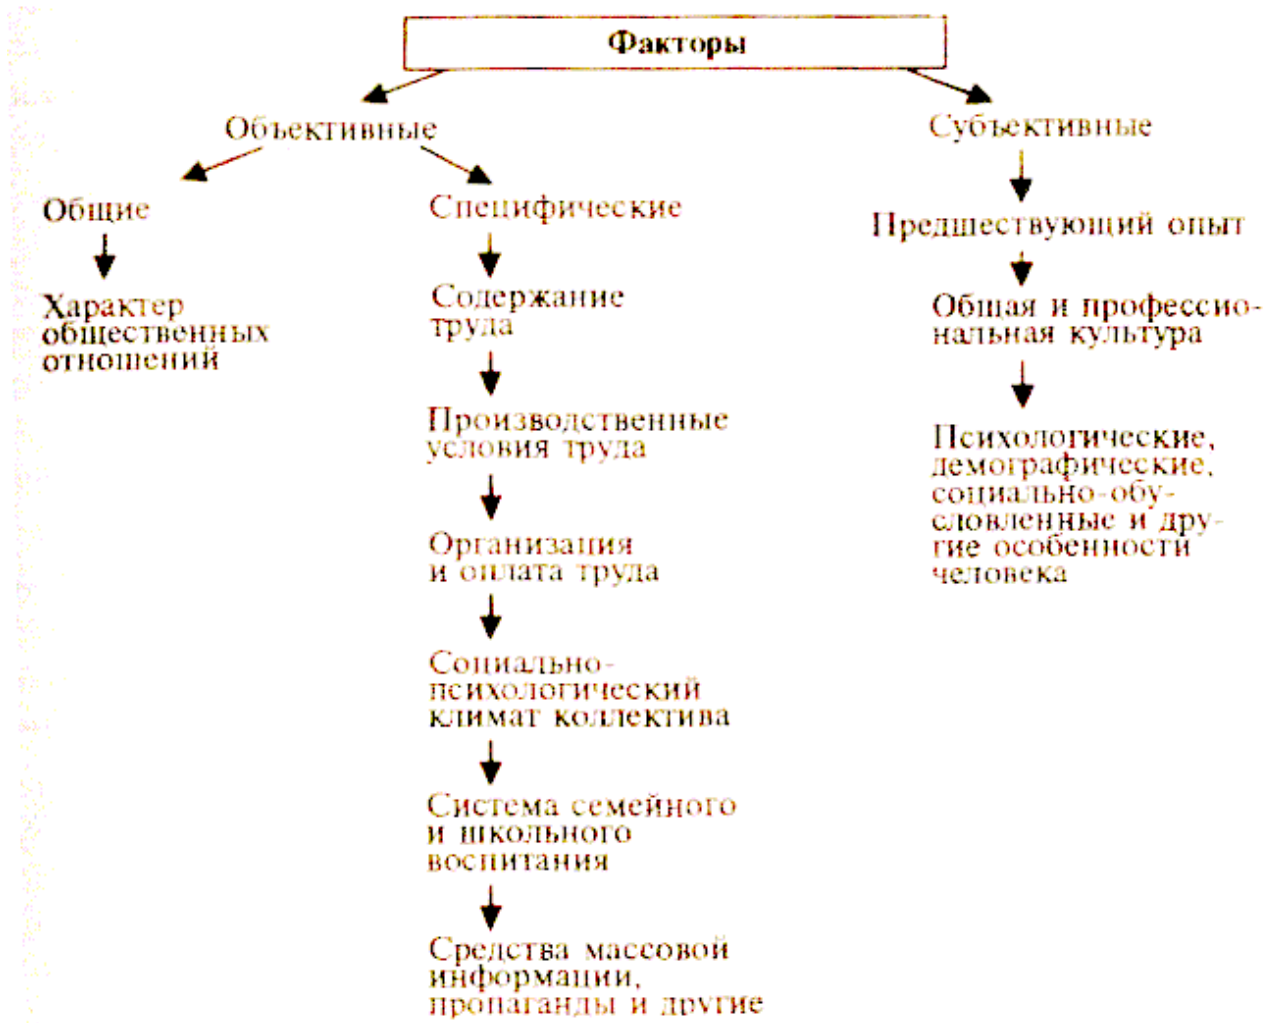 Факторы
Объективные
Субъективные
Общие
Специфические
Предшествующий опыт
Характер
общественных
отношений
Содержание
труда
Общая и профессио-
нальная культура
Производственные
условия труда
Психологические,
демографические,
социально-обу-
словленные и дру-
гие особенности
человека
Организация
и оплата труда
Социально-
психологический
климат коллектива
Система семейного
и школьного
воспитания
Средства массовой
информации,
пропаганды и другие